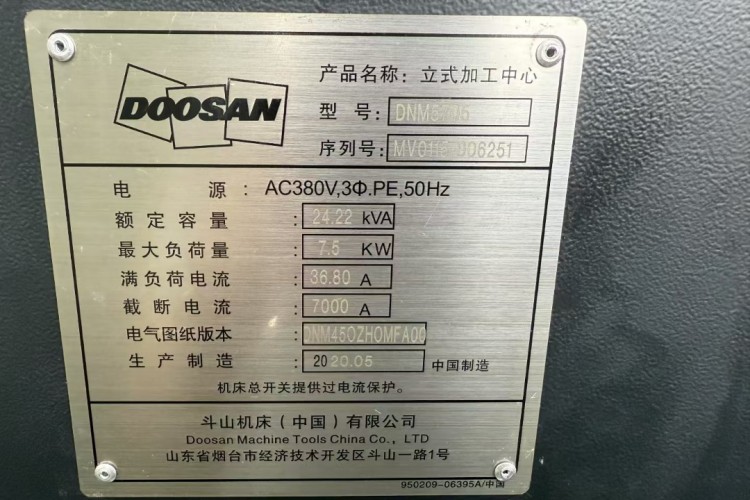 DOOSAN
产品名称：立式加工中心
型 号：
序列号：
电 源：AC380V,3Φ.PE,50Hz
额定容量：24.22 kVA
最大负荷量：7.5 KW
满负荷电流：36.80 A
截断电流：7000 A
电气图纸版本：DNM450ZHOMFA00
生产制造：2020.05 中国制造
机床总开关提供过电流保护。
斗山机床（中国）有限公司
Doosan Machine Tools China Co., LTD
山东省烟台市经济技术开发区斗山一路1号
950209-06395A/中国